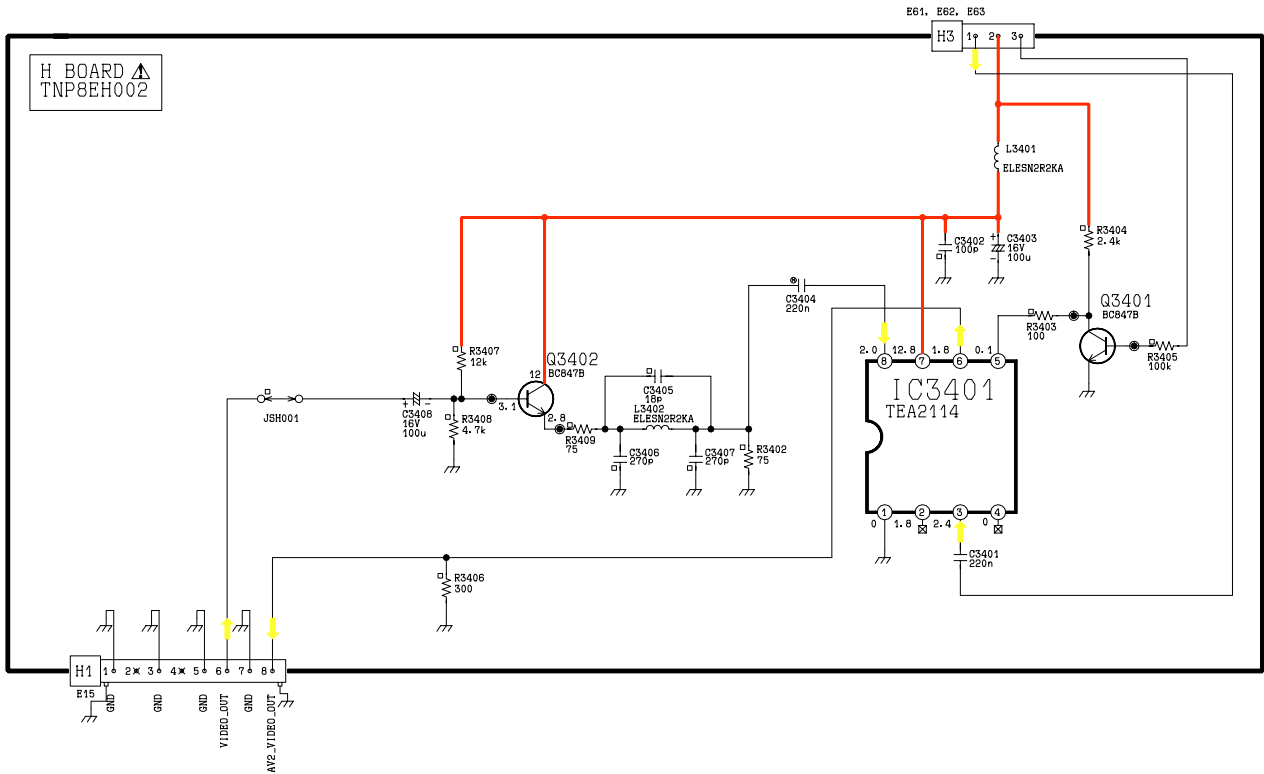 E61, E62, E63
H3
1 2 3
H BOARD
TNP8EH002
L3401
ELESN2R2KA
C3402
100p
C3403
16V
100u
R3404
2.4k
C3404
220n
Q3401
BC847B
R3403
100
R3405
100k
2.0 12.8 1.8 0.1
8 7 6 5
R3407
12k
Q3402
BC847B
12
C3405
18p
L3402
ELESN2R2KA
IC3401
TEA2114
JSH001
C3408
16V
100u
R3408
4.7k
3.1
2.8
R3409
75
C3406
270p
C3407
270p
R3402
75
1 2 3 4
0 1.8 2.4 0
C3401
220n
R3406
300
H1
1 2 3 4 5 6 7 8
E15
GND
GND
GND
VIDEO_OUT
GND
AV2_VIDEO_OUT